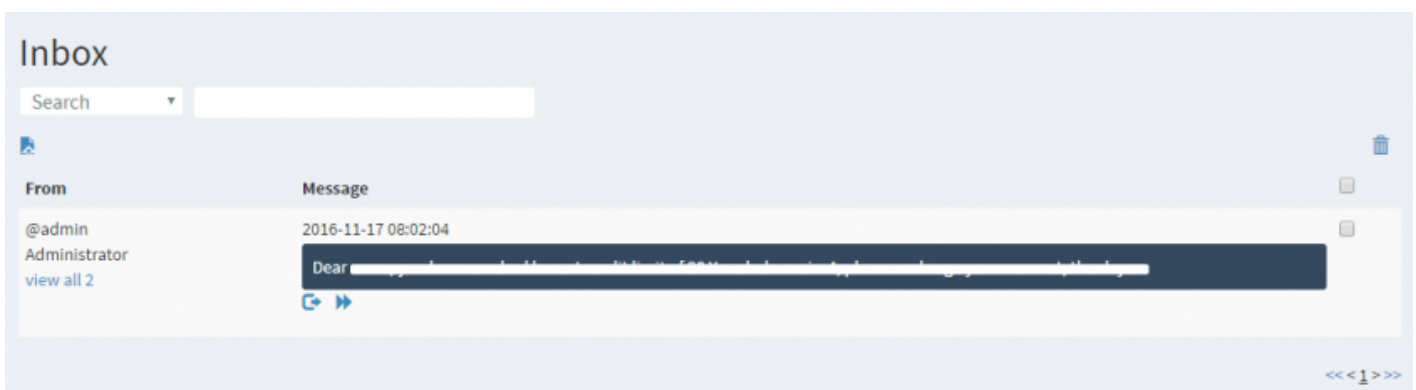 Inbox
Search
From Message
@admin 2016-11-17 08:02:04
Administrator
Dear
view all 2
<< < 1 > >>